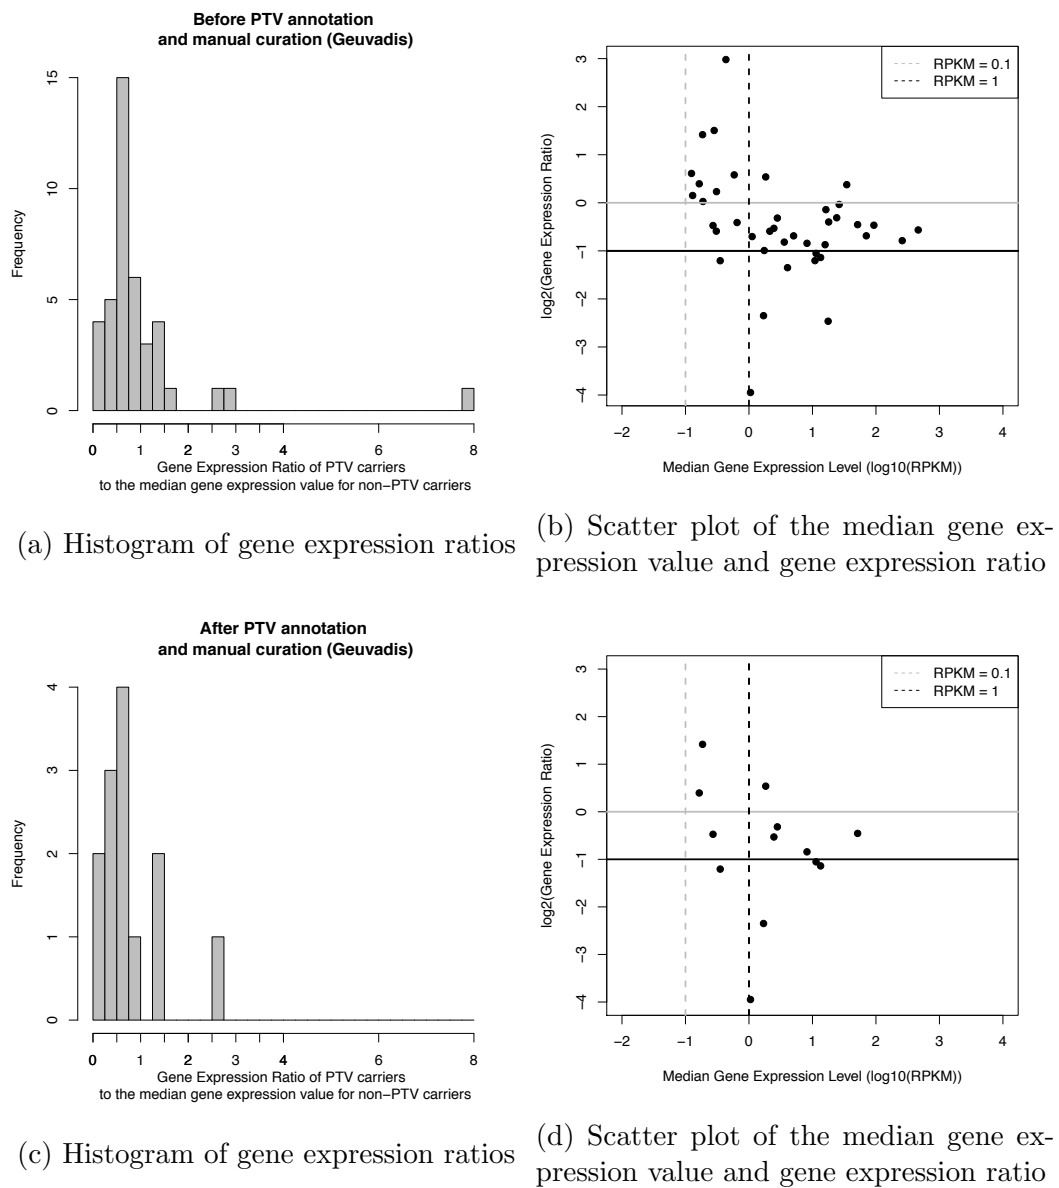 Before PTV annotation
and manual curation (Geuvadis)
Frequency
15
10
5
0
0 1 2 3 4 6 8
Gene Expression Ratio of PTV carriers
to the median gene expression value for non−PTV carriers
(a) Histogram of gene expression ratios
RPKM = 0.1
RPKM = 1
log2(Gene Expression Ratio)
3
2
1
0
−1
−2
−3
−4
−2 −1 0 1 2 3 4
Median Gene Expression Level (log10(RPKM))
(b) Scatter plot of the median gene ex-
pression value and gene expression ratio
After PTV annotation
and manual curation (Geuvadis)
Frequency
4
3
2
1
0
0 1 2 3 4 6 8
Gene Expression Ratio of PTV carriers
to the median gene expression value for non−PTV carriers
(c) Histogram of gene expression ratios
RPKM = 0.1
RPKM = 1
log2(Gene Expression Ratio)
3
2
1
0
−1
−2
−3
−4
−2 −1 0 1 2 3 4
Median Gene Expression Level (log10(RPKM))
(d) Scatter plot of the median gene ex-
pression value and gene expression ratio